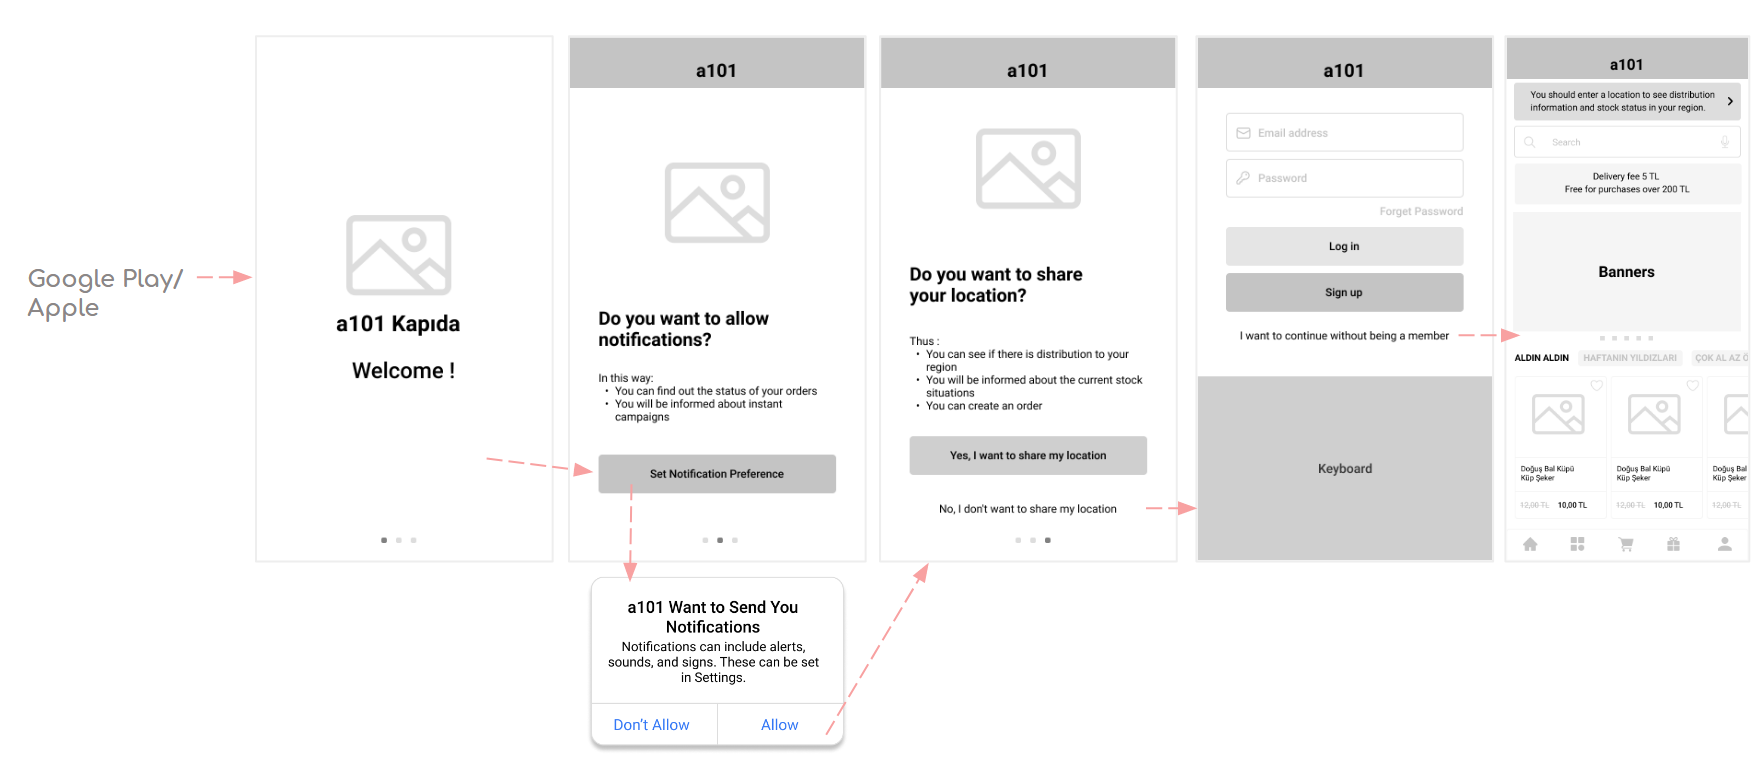 Google Play/
Apple
a101 Kapıda
Welcome !
a101
Do you want to allow
notifications?
In this way:
• You can find out the status of your orders
• You will be informed about instant
campaigns
Set Notification Preference
a101 Want to Send You
Notifications
Notifications can include alerts,
sounds, and signs. These can be set
in Settings.
Don't Allow
Allow
a101
Do you want to share
your location?
Thus :
• You can see if there is distribution to your
region
• You will be informed about the current stock
situations
• You can create an order
Yes, I want to share my location
No, I don't want to share my location
a101
Email address
Password
Forget Password
Log in
Sign up
I want to continue without being a member
Keyboard
a101
You should enter a location to see distribution
information and stock status in your region.
Search
Delivery fee 5 TL
Free for purchases over 200 TL
Banners
ALDIN ALDIN HAFTANIN YILDIZLARI ÇOK AL AZ Ö
Doğuş Bal Küpü
Küp Şeker
12,00 TL 10,00 TL
Doğuş Bal Küpü
Küp Şeker
12,00 TL 10,00 TL
Doğuş Bal K
Küp Şeker
12,00 TL